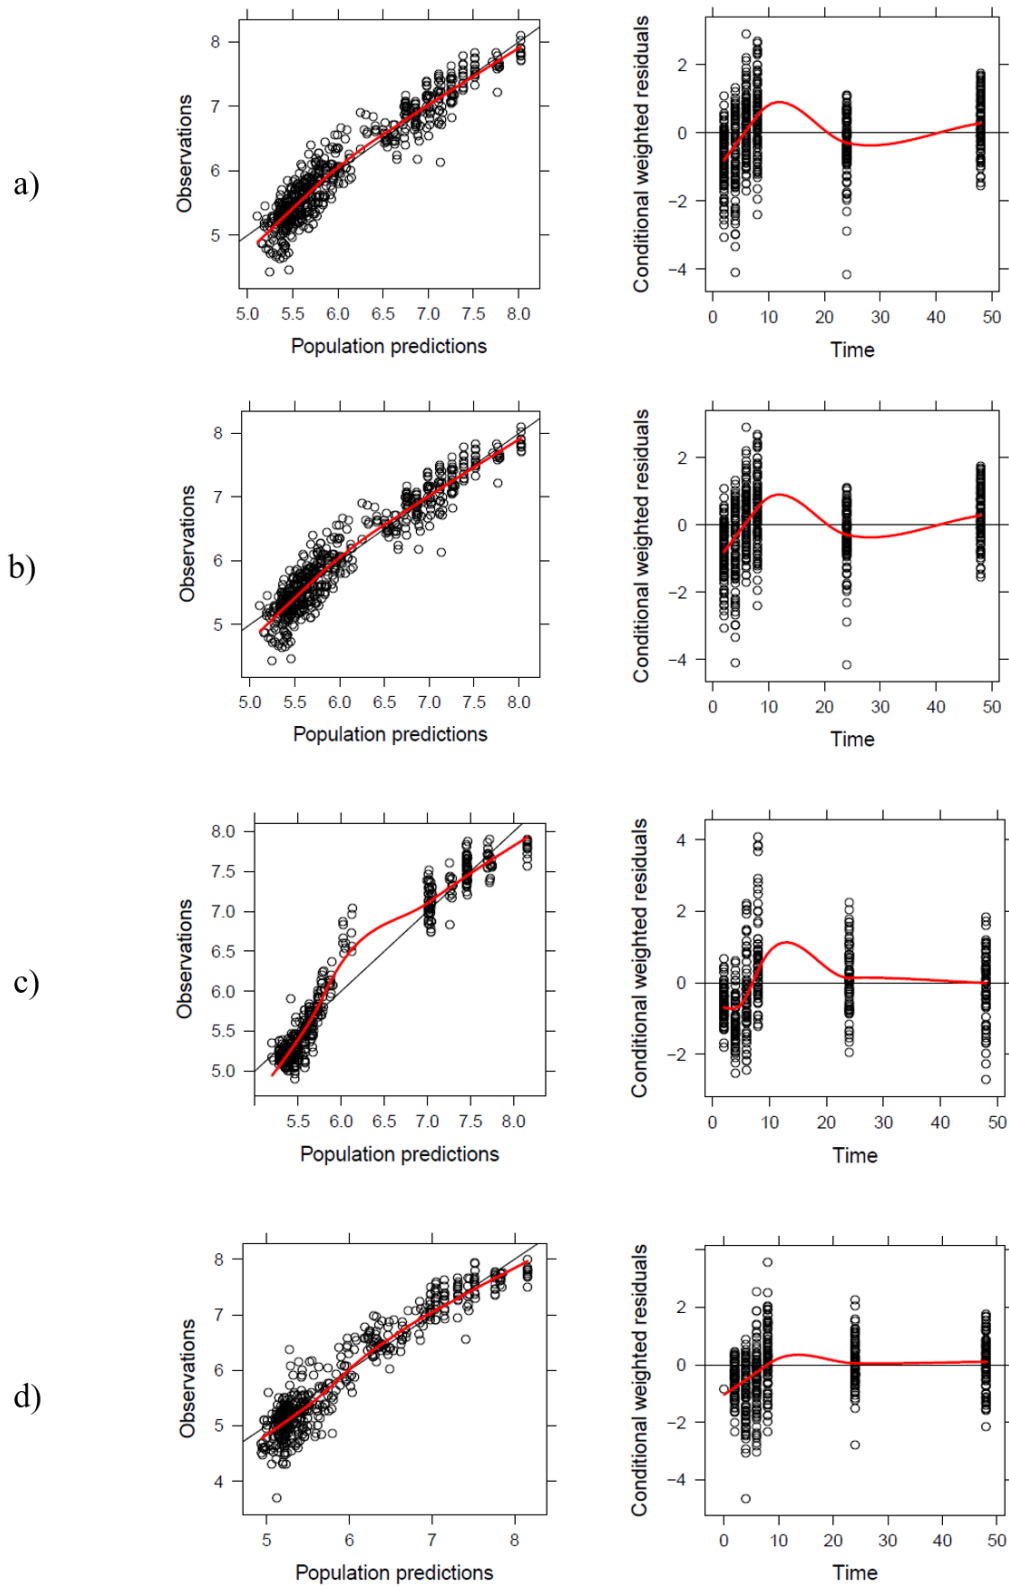 a)
Observations
8
7
6
5
5.0 5.5 6.0 6.5 7.0 7.5 8.0
Population predictions
Conditional weighted residuals
2
0
−2
−4
0 10 20 30 40 50
Time
b)
Observations
8
7
6
5
5.0 5.5 6.0 6.5 7.0 7.5 8.0
Population predictions
Conditional weighted residuals
2
0
−2
−4
0 10 20 30 40 50
Time
c)
Observations
8.0
7.5
7.0
6.5
6.0
5.5
5.0
5.5 6.0 7.0 7.5 8.0
Population predictions
Conditional weighted residuals
4
2
0
−2
0 10 20 30 40 50
Time
d)
Observations
8
7
6
5
4
5 6 7 8
Population predictions
Conditional weighted residuals
2
0
−2
−4
0 10 20 30 40 50
Time